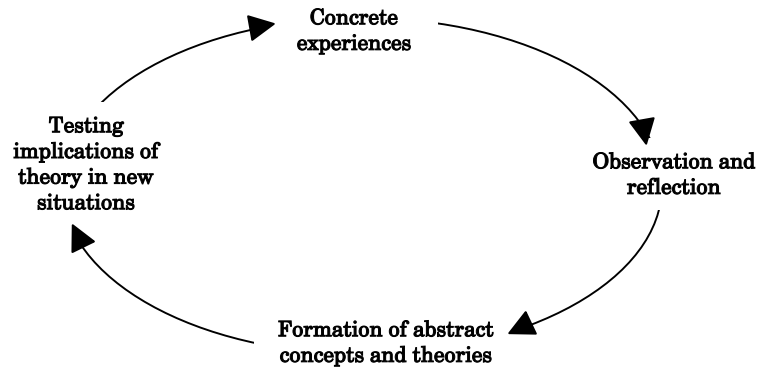 Concrete
experiences
Observation and
reflection
Formation of abstract
concepts and theories
Testing
implications of
theory in new
situations